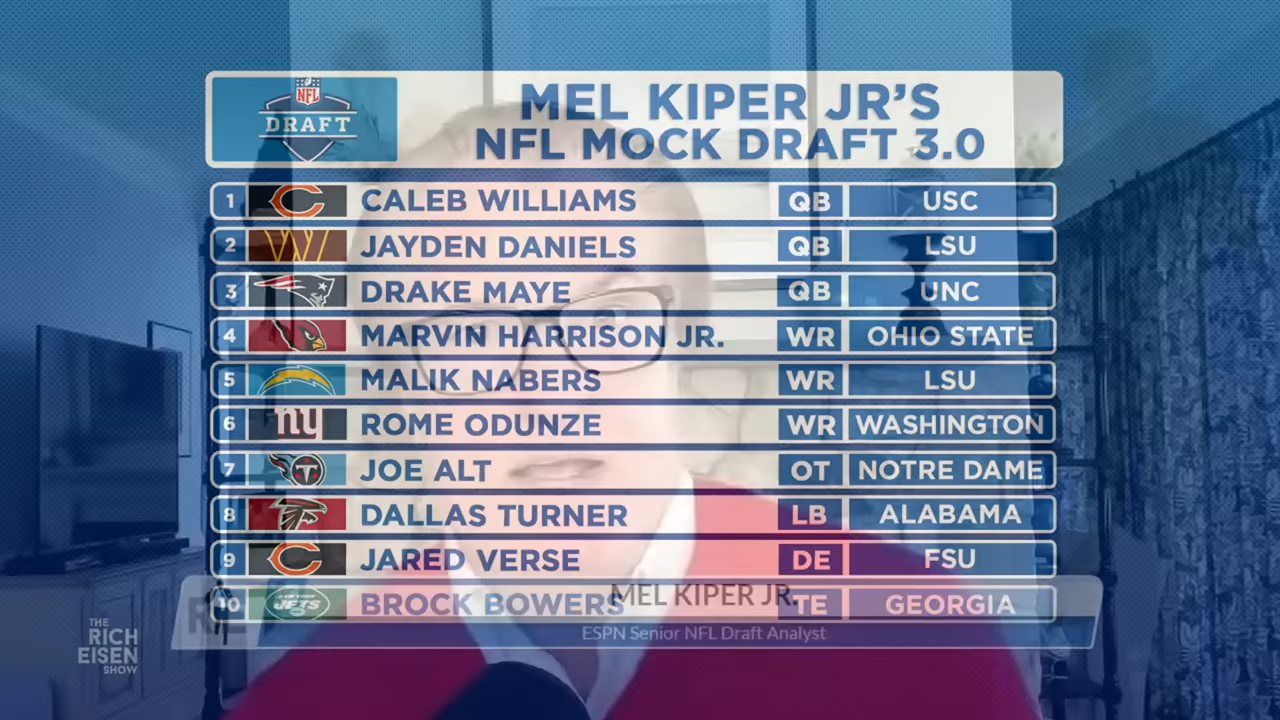 NFL
DRAFT
MEL KIPER JR'S
NFL MOCK DRAFT 3.0
1 CALEB WILLIAMS QB USC
2 JAYDEN DANIELS QB LSU
3 DRAKE MAYE QB UNC
4 MARVIN HARRISON JR. WR OHIO STATE
5 MALIK NABERS WR LSU
6 ny ROME ODUNZE WR WASHINGTON
7 T JOE ALT OT NOTRE DAME
8 DALLAS TURNER LB ALABAMA
9 JARED VERSE DE FSU
10 JETS BROCK BOWERS TE GEORGIA
MEL KIPER JR.
ESPN Senior NFL Draft Analyst
THE
RICH
EISEN
SHOW